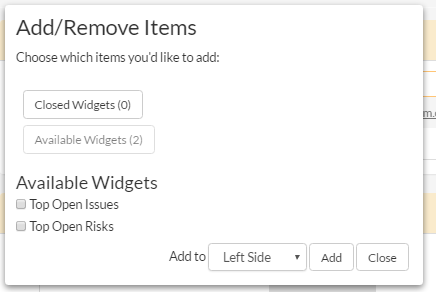 Add/Remove Items
Choose which items you'd like to add:
Closed Widgets (0)
Available Widgets (2)
Available Widgets
Top Open Issues
Top Open Risks
Add to Left Side Add Close